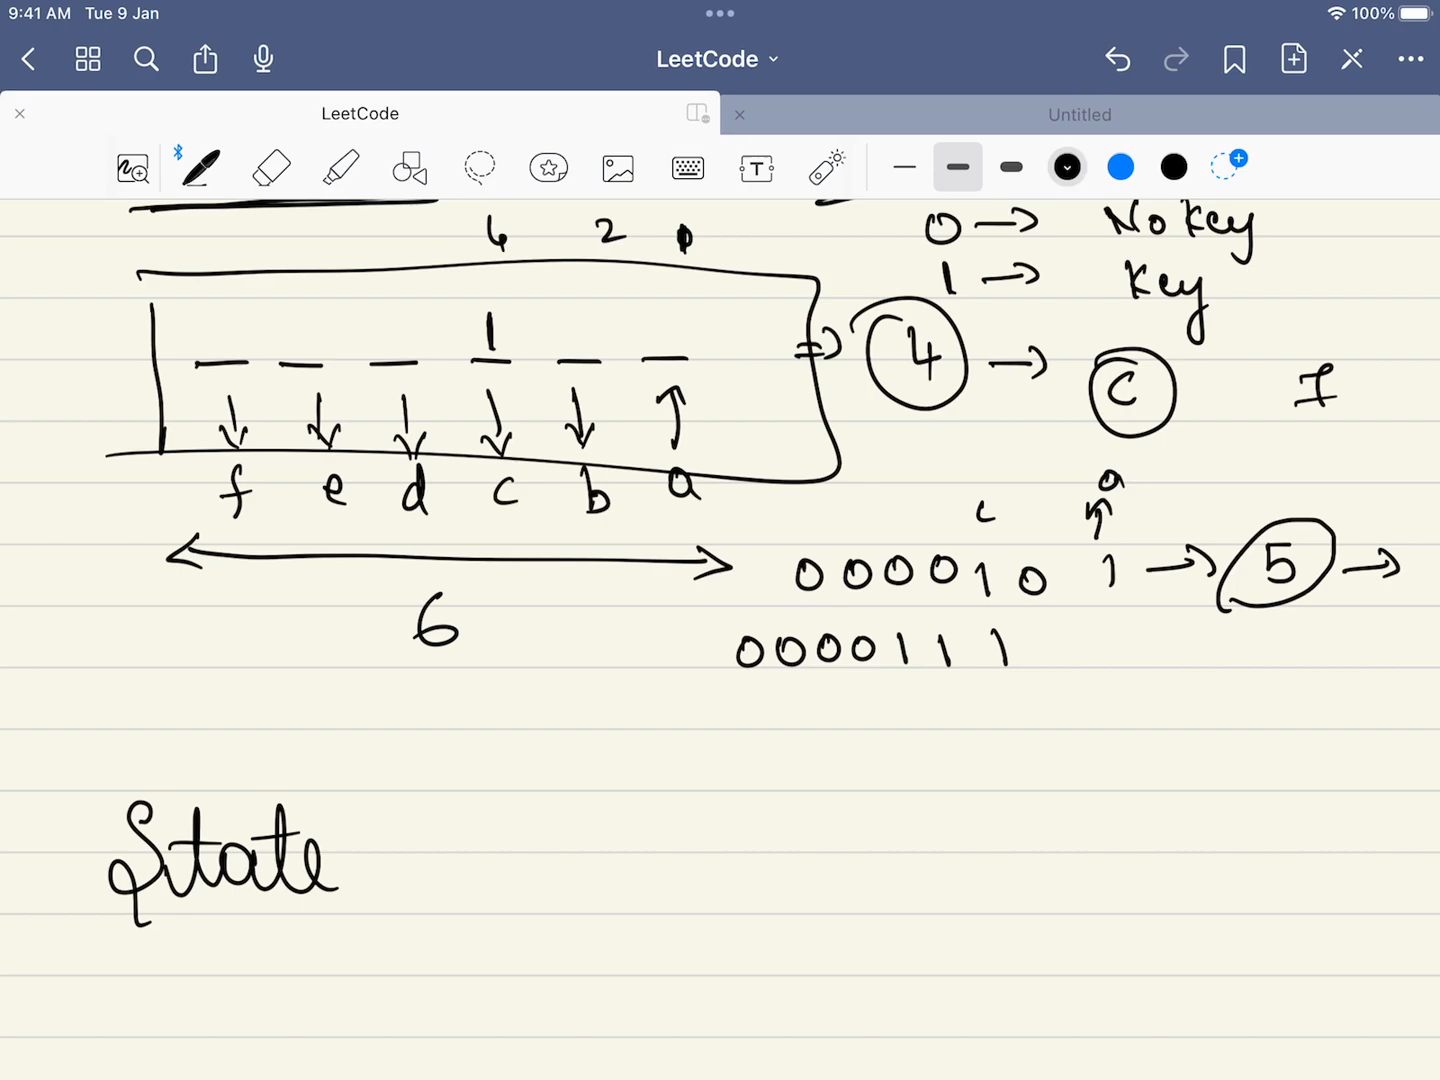 9:41 AM Tue 9 Jan
100%
LeetCode
LeetCode
Untitled
T
0 → No Key
4 2
1 → Key
1
⇒ 4 → C
I
f e d c b a
a
c
0 0 0 0 1 0 1 → 5 →
6
0 0 0 0 1 1 1
State